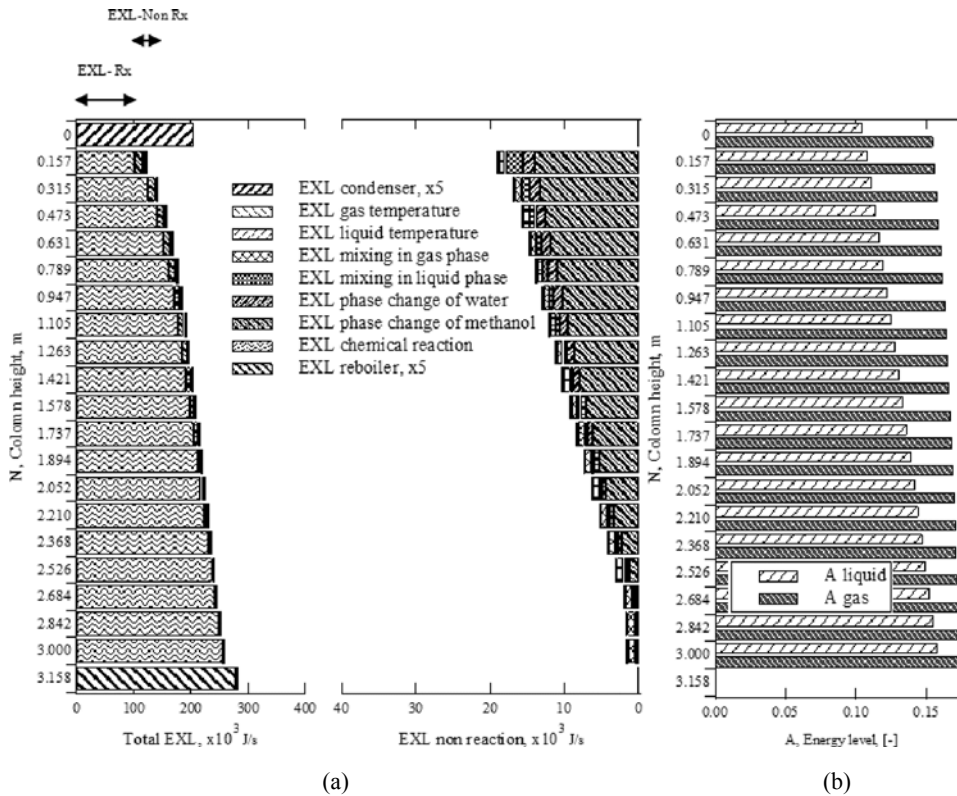 EXL-Non Rx
EXL- Rx
N, Colomn height, m
0
0.157
0.315
0.473
0.631
0.789
0.947
1.105
1.263
1.421
1.578
1.737
1.894
2.052
2.210
2.368
2.526
2.684
2.842
3.000
3.158
0 100 200 300 400
Total EXL, x10³ J/s
EXL condenser, x5
EXL gas temperature
EXL liquid temperature
EXL mixing in gas phase
EXL mixing in liquid phase
EXL phase change of water
EXL phase change of methanol
EXL chemical reaction
EXL reboiler, x5
40 20 10 0
EXL non reaction, x10³ J/s
(a)
N, Colomn height, m
0
0.157
0.315
0.473
0.631
0.789
0.947
1.105
1.263
1.421
1.578
1.737
1.894
2.052
2.210
2.368
2.526
2.684
2.842
3.000
3.158
A liquid
A gas
0.00 0.05 0.10 0.15
A, Energy level, [-]
(b)